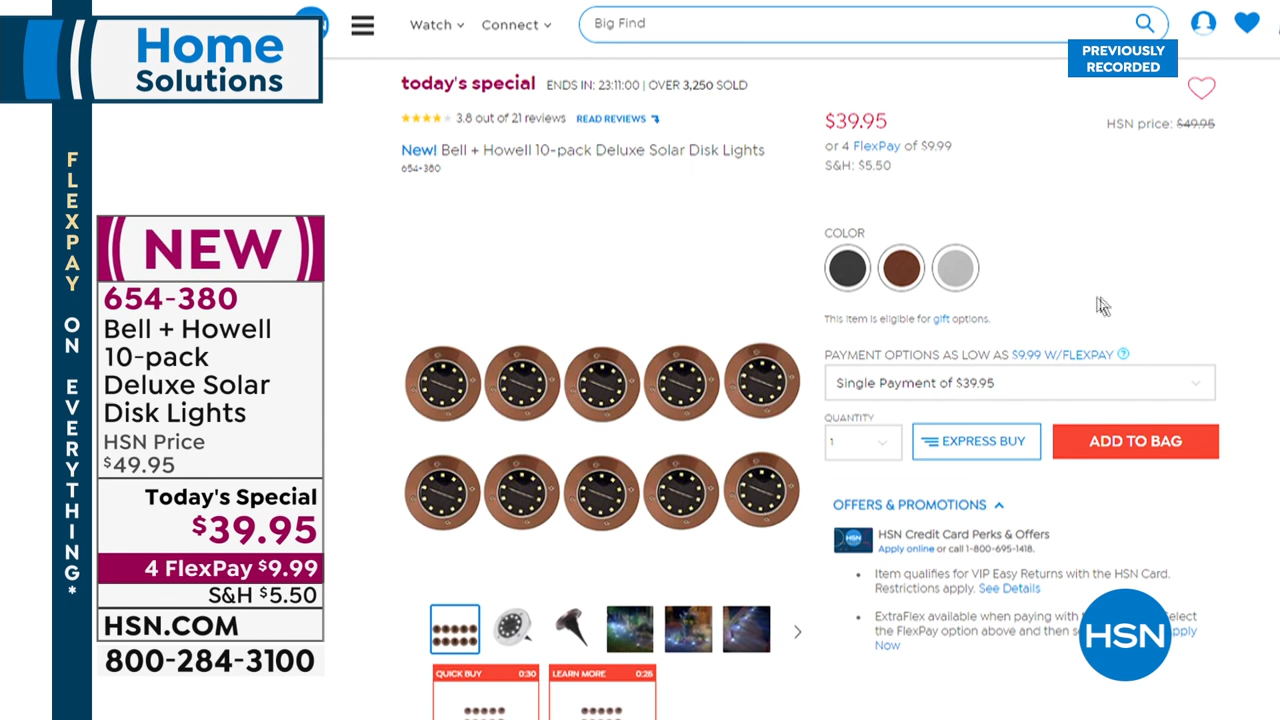 Home
Solutions
FLEXPAY ON EVERYTHING*
NEW
654-380
Bell + Howell
10-pack
Deluxe Solar
Disk Lights
HSN Price
$49.95
Today's Special
$39.95
4 FlexPay $9.99
S&H $5.50
HSN.COM
800-284-3100
Watch
Connect
Big Find
PREVIOUSLY
RECORDED
today's special ENDS IN: 23:11:00 | OVER 3,250 SOLD
3.8 out of 21 reviews READ REVIEWS
New! Bell + Howell 10-pack Deluxe Solar Disk Lights
654-380
$39.95
HSN price: $49.95
or 4 FlexPay of $9.99
S&H: $5.50
COLOR
This item is eligible for gift options.
PAYMENT OPTIONS AS LOW AS $9.99 W/FLEXPAY ?
Single Payment of $39.95
QUANTITY
1
EXPRESS BUY
ADD TO BAG
OFFERS & PROMOTIONS
HSN
HSN Credit Card Perks & Offers
Apply online or call 1-800-695-1418.
• Item qualifies for VIP Easy Returns with the HSN Card.
Restrictions apply. See Details
• ExtraFlex available when paying with
the FlexPay option above and then
Now
HSN
QUICK BUY 0:30
LEARN MORE 0:26